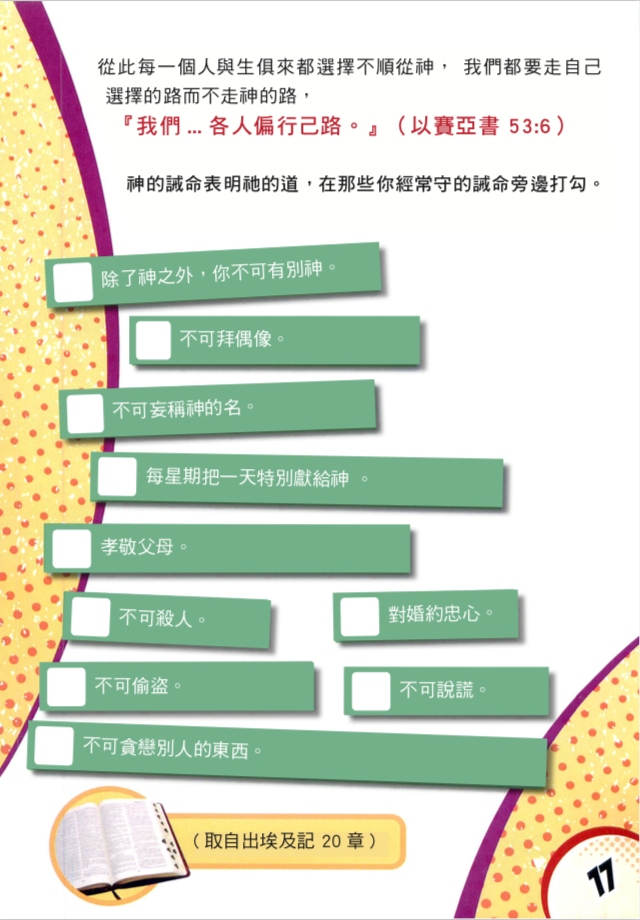 從此每一個人與生俱來都選擇不順從神， 我們都要走自己
選擇的路而不走神的路，
『我們 ... 各人偏行己路。』（以賽亞書 53:6）
神的誡命表明祂的道，在那些你經常守的誡命旁邊打勾。
除了神之外，你不可有別神。
不可拜偶像。
不可妄稱神的名。
每星期把一天特別獻給神 。
孝敬父母。
不可殺人。
對婚約忠心。
不可偷盜。
不可說謊。
不可貪戀別人的東西。
（取自出埃及記 20 章）
17